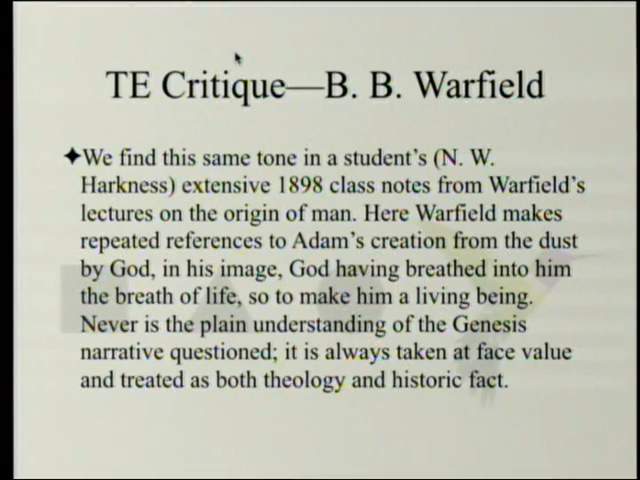 TE Critique—B. B. Warfield
✦We find this same tone in a student's (N. W.
Harkness) extensive 1898 class notes from Warfield's
lectures on the origin of man. Here Warfield makes
repeated references to Adam's creation from the dust
by God, in his image, God having breathed into him
the breath of life, so to make him a living being.
Never is the plain understanding of the Genesis
narrative questioned; it is always taken at face value
and treated as both theology and historic fact.